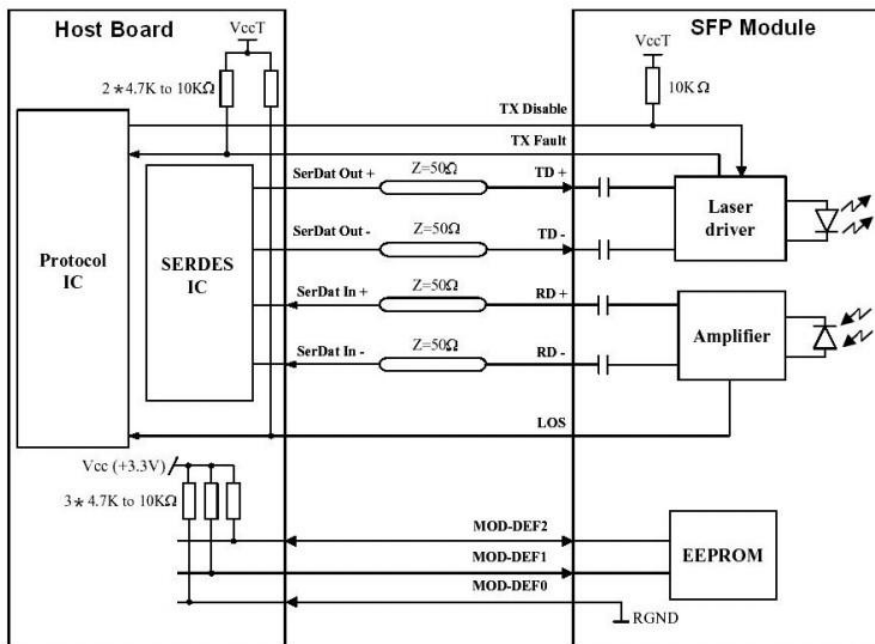 Host Board
SFP Module
VccT
VccT
2*4.7K to 10KΩ
10KΩ
TX Disable
TX Fault
SerDat Out +
Z=50Ω
TD +
SerDat Out -
Z=50Ω
TD -
Laser
driver
Protocol
IC
SERDES
IC
SerDat In +
Z=50Ω
RD +
SerDat In -
Z=50Ω
RD -
Amplifier
LOS
Vcc (+3.3V)
3*4.7K to 10KΩ
MOD-DEF2
MOD-DEF1
MOD-DEF0
EEPROM
RGND